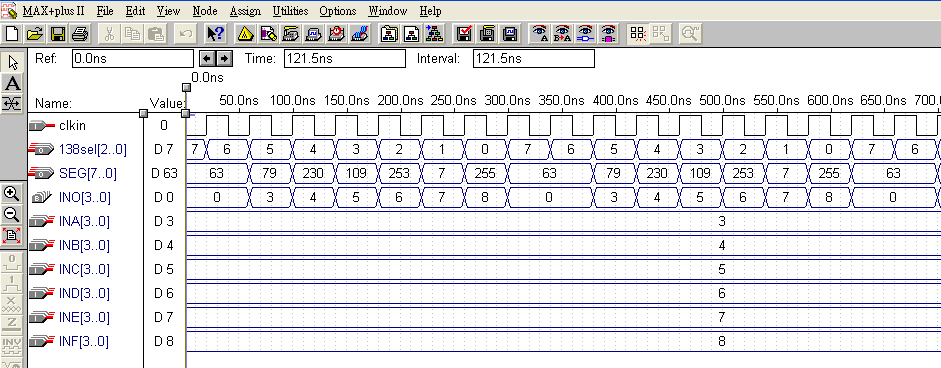 MAX+plus II File Edit View Node Assign Utilities Options Window Help
Ref: 0.0ns Time: 121.5ns Interval: 121.5ns
0.0ns
Name: Value: 50.0ns 100.0ns 150.0ns 200.0ns 250.0ns 300.0ns 350.0ns 400.0ns 450.0ns 500.0ns 550.0ns 600.0ns 650.0ns 700.
clkin 0
138sel[2..0] D 7 7 6 5 4 3 2 1 0 7 6 5 4 3 2 1 0 7 6
SEG[7..0] D 63 63 79 230 109 253 7 255 63 79 230 109 253 7 255 63
INO[3..0] D 0 0 3 4 5 6 7 8 0 3 4 5 6 7 8 0
INA[3..0] D 3 3
INB[3..0] D 4 4
INC[3..0] D 5 5
IND[3..0] D 6 6
INE[3..0] D 7 7
INF[3..0] D 8 8